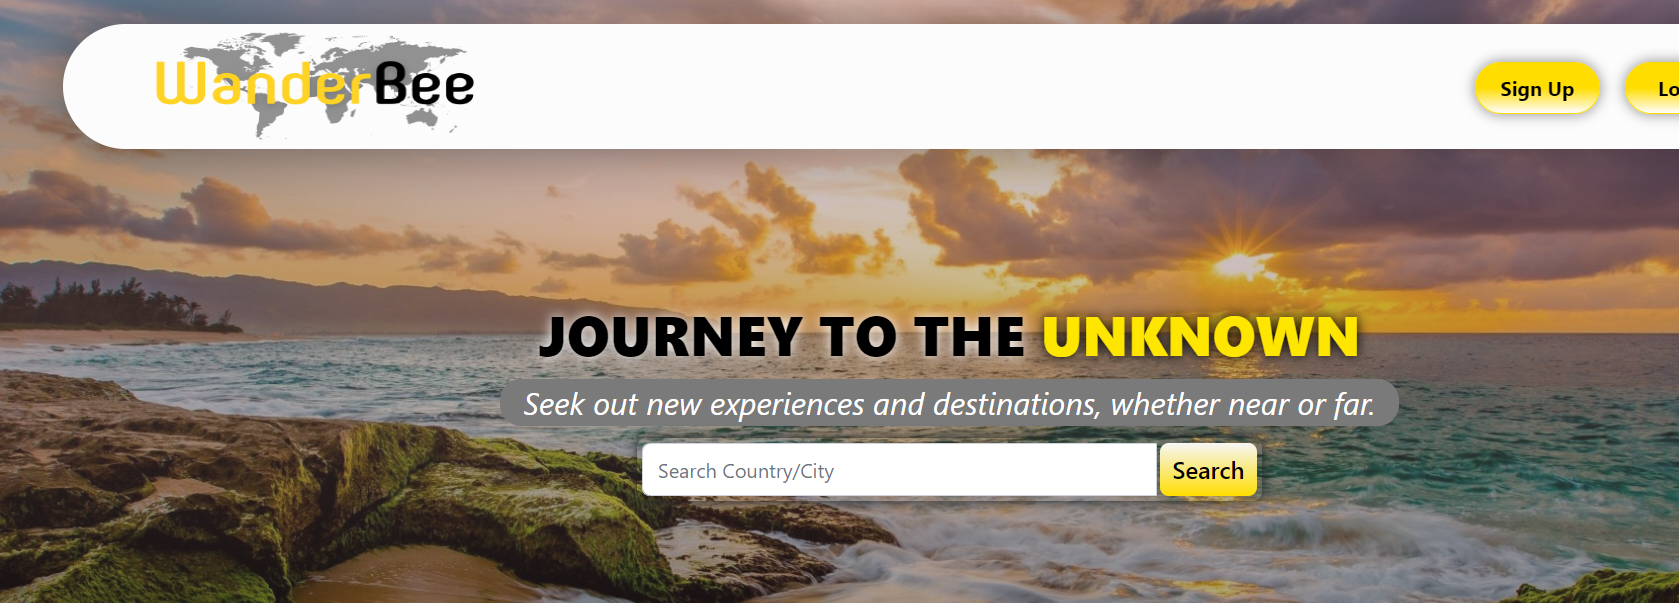 WanderBee
Sign Up
Lo
JOURNEY TO THE UNKNOWN
Seek out new experiences and destinations, whether near or far.
Search Country/City
Search